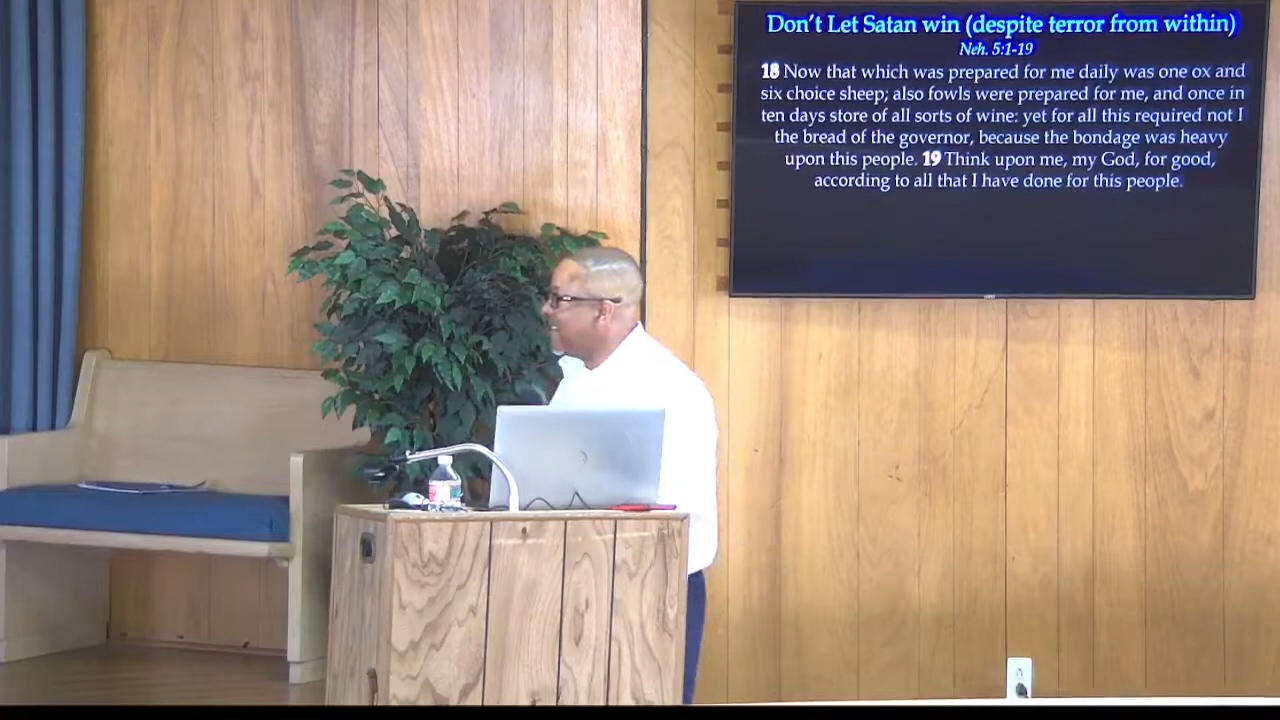 Don't Let Satan win (despite terror from within)
Neh. 5:1-19
18 Now that which was prepared for me daily was one ox and
six choice sheep; also fowls were prepared for me, and once in
ten days store of all sorts of wine: yet for all this required not I
the bread of the governor, because the bondage was heavy
upon this people. 19 Think upon me, my God, for good,
according to all that I have done for this people.